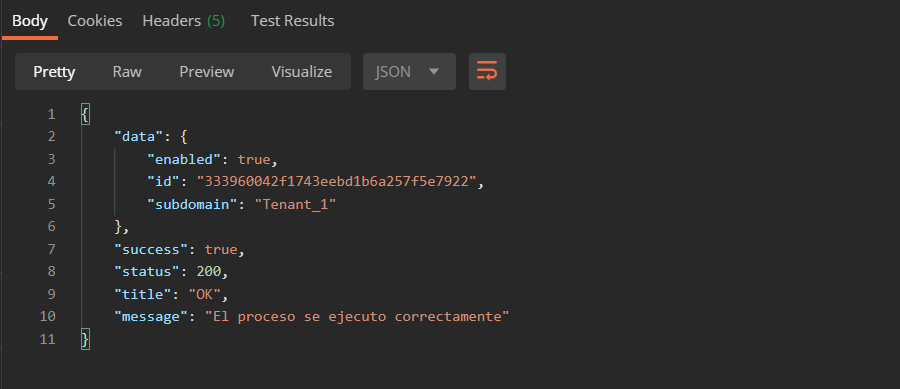 Body Cookies Headers (5) Test Results
Pretty Raw Preview Visualize JSON
1 {
2 "data": {
3 "enabled": true,
4 "id": "333960042f1743eebd1b6a257f5e7922",
5 "subdomain": "Tenant_1"
6 },
7 "success": true,
8 "status": 200,
9 "title": "OK",
10 "message": "El proceso se ejecuto correctamente"
11 }